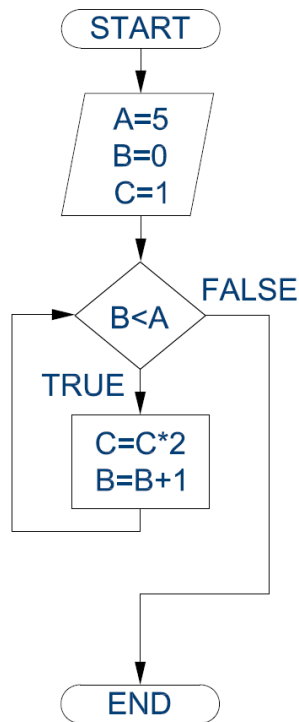 START
A=5
B=0
C=1
B<A
FALSE
TRUE
C=C*2
B=B+1
END